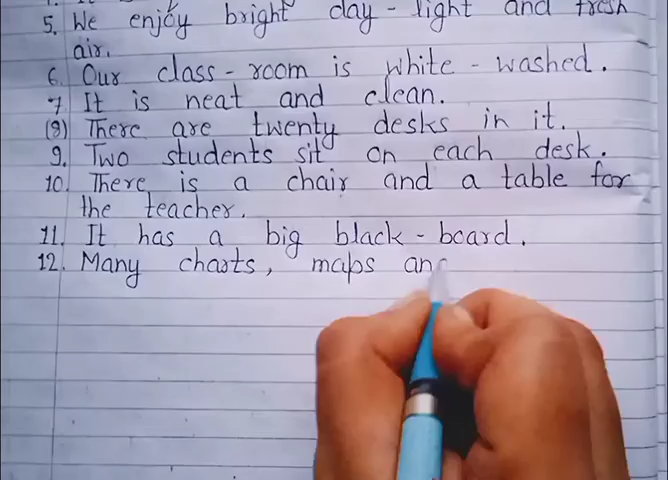 5. We enjoy bright day - light and fresh
air.
6. Our class - room is white - washed.
7. It is neat and clean.
(8) There are twenty desks in it.
9. Two students sit on each desk.
10. There is a chair and a table for
the teacher.
11. It has a big black - board.
12. Many charts, maps an